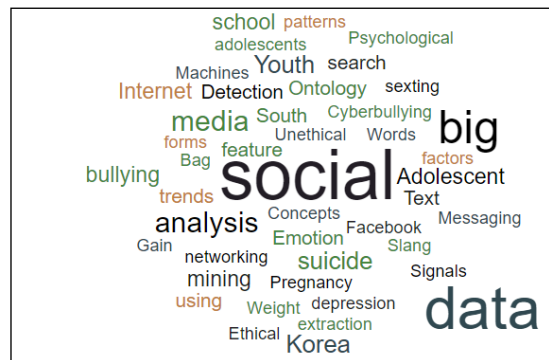 school patterns
adolescents Psychological
Machines Youth search
Internet Detection Ontology sexting
media South Cyberbullying big
forms Unethical Words
Bag feature factors
bullying social Adolescent
trends Text
analysis Concepts Facebook Messaging
Gain Emotion Slang
networking suicide Signals
mining Pregnancy
using Weight depression data
Ethical extraction
Korea